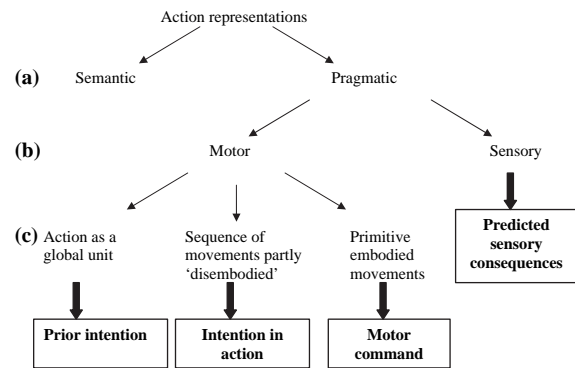 Action representations
(a) Semantic Pragmatic
(b) Motor Sensory
(c) Action as a
global unit
Sequence of
movements partly
‘disembodied’
Primitive
embodied
movements
Predicted
sensory
consequences
Prior intention
Intention in
action
Motor
command